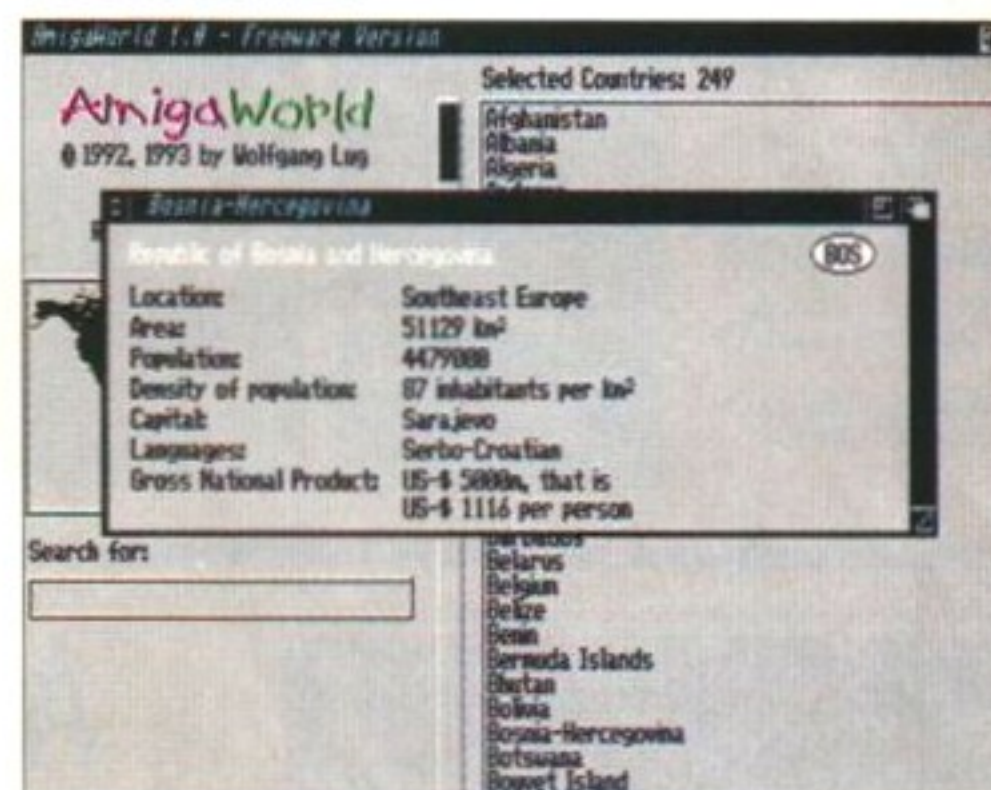 AmigaWorld 1.0 - Freeware Version
AmigaWorld
© 1992, 1993 by Wolfgang Lug
Selected Countries: 249
Afghanistan
Albania
Algeria
Bosnia-Hercegovina
Republic of Bosnia and Hercegovina
BOS
Location: Southeast Europe
Area: 51129 km²
Population: 4479000
Density of population: 87 inhabitants per km²
Capital: Sarajevo
Languages: Serbo-Croatian
Gross National Product: US-$ 5000m, that is
US-$ 1116 per person
Search for:
Barbados
Belarus
Belgium
Belize
Benin
Bermuda Islands
Bhutan
Bolivia
Bosnia-Hercegovina
Botswana
Bouvet Island